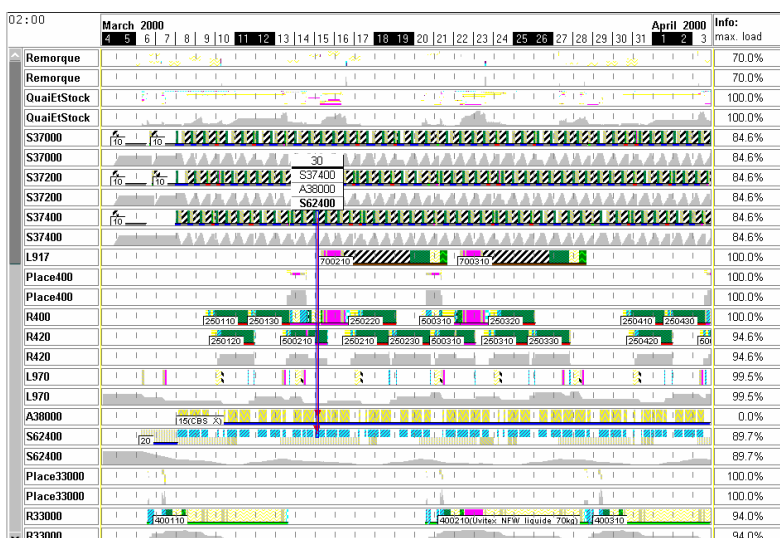 02:00
March 2000 April 2000 Info:
4 5 6 7 8 9 10 11 12 13 14 15 16 17 18 19 20 21 22 23 24 25 26 27 28 29 30 31 1 2 3 max. load
Remorque 70.0%
Remorque 70.0%
QuaiEtStock 100.0%
QuaiEtStock 100.0%
S37000 10 10 84.6%
S37000 84.6%
30
S37200 10 10 S37400 84.6%
A38000
S37200 84.6%
S62400
S37400 10 84.6%
S37400 84.6%
L917 700210 700310 100.0%
Place400 100.0%
Place400 100.0%
R400 250110 250130 250220 500310 250320 250410 250430 100.0%
R420 250120 500210 250210 250230 500310 250310 250330 250420 50 94.6%
R420 94.6%
L970 99.5%
L970 99.5%
A38000 15(CBS X) 0.0%
S62400 20 89.7%
S62400 89.7%
Place33000 100.0%
Place33000 100.0%
R33000 400110 400210(Uvitex NFW liquide 70kg) 400310 94.0%
R33000 94.0%